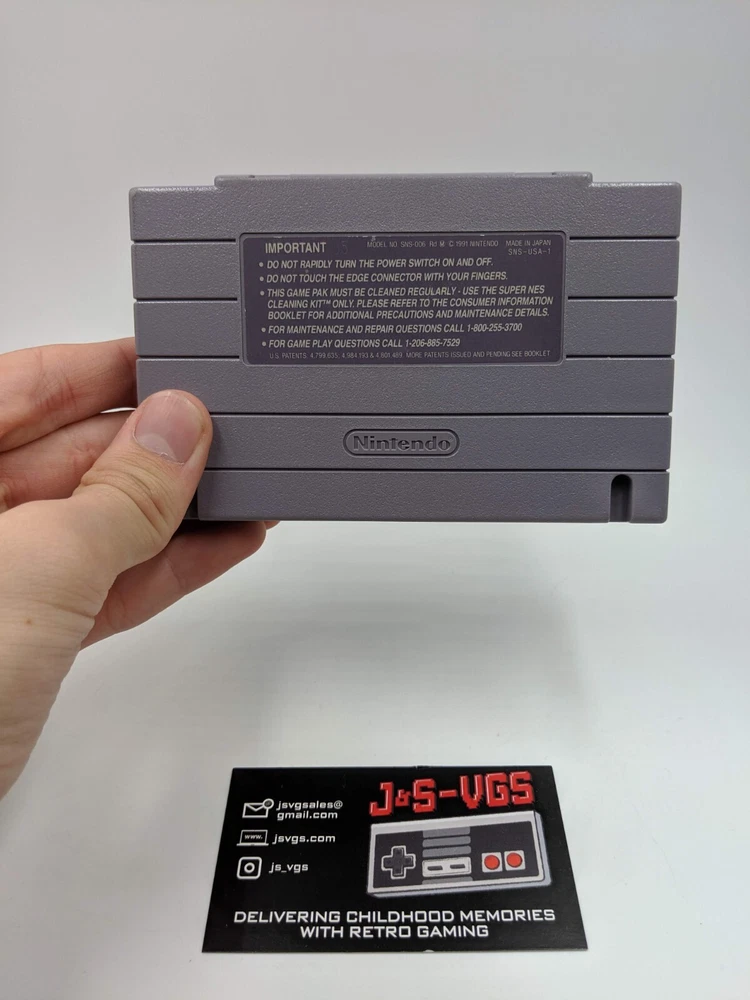 IMPORTANT MODEL NO. SNS-006 Rd © 1991 NINTENDO MADE IN JAPAN
SNS-USA-1
• DO NOT RAPIDLY TURN THE POWER SWITCH ON AND OFF.
• DO NOT TOUCH THE EDGE CONNECTOR WITH YOUR FINGERS.
• THIS GAME PAK MUST BE CLEANED REGULARLY - USE THE SUPER NES
CLEANING KIT™ ONLY. PLEASE REFER TO THE CONSUMER INFORMATION
BOOKLET FOR ADDITIONAL PRECAUTIONS AND MAINTENANCE DETAILS.
• FOR MAINTENANCE AND REPAIR QUESTIONS CALL 1-800-255-3700
• FOR GAME PLAY QUESTIONS CALL 1-206-885-7529
U.S. PATENTS. 4,799,635, 4,984,193 & 4,801,489. MORE PATENTS ISSUED AND PENDING SEE BOOKLET
Nintendo
J&S-VGS
jsvgsales@
gmail.com
www. jsvgs.com
js_vgs
DELIVERING CHILDHOOD MEMORIES
WITH RETRO GAMING